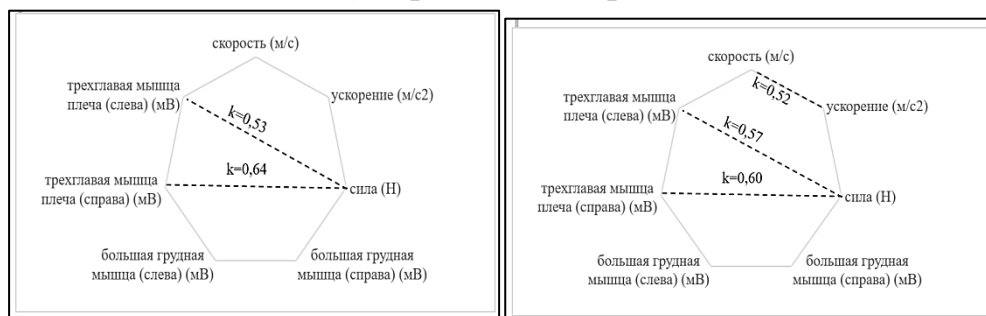 скорость (м/с)
трехглавая мышца
плеча (слева) (мВ)
ускорение (м/с2)
k=0,53
k=0,64
трехглавая мышца
плеча (справа) (мВ)
сила (Н)
большая грудная
мышца (слева) (мВ)
большая грудная
мышца (справа) (мВ)
скорость (м/с)
k=0,52
трехглавая мышца
плеча (слева) (мВ)
ускорение (м/с2)
k=0,57
k=0,60
трехглавая мышца
плеча (справа) (мВ)
сила (Н)
большая грудная
мышца (слева) (мВ)
большая грудная
мышца (справа) (мВ)